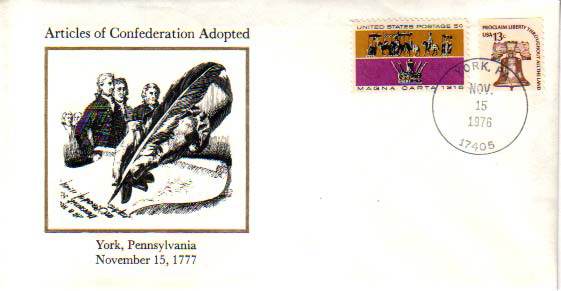 Articles of Confederation Adopted
UNITED STATES POSTAGE 5c
MAGNA CARTA 1215
PROCLAIM LIBERTY THROUGHOUT ALL THE LAND
USA 13c
YORK, PA
NOV.
15
1976
17405
York, Pennsylvania
November 15, 1777